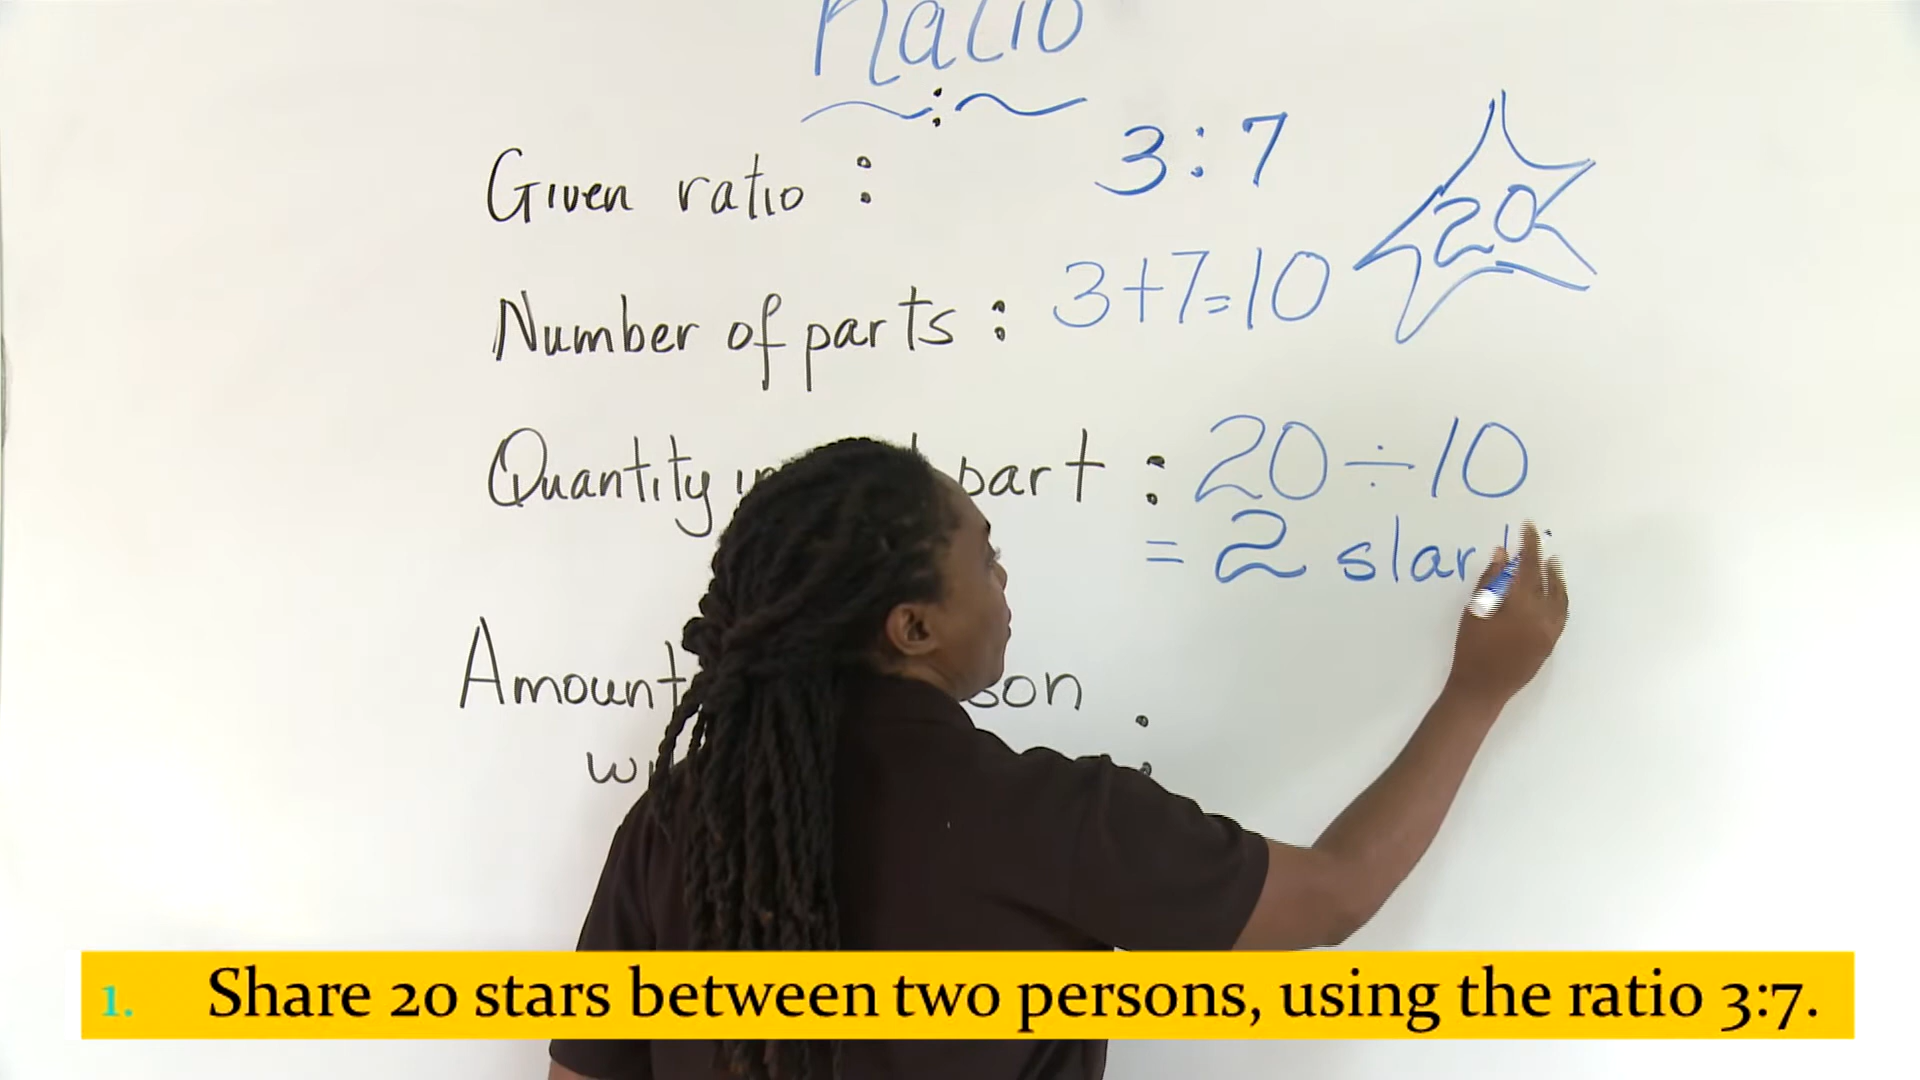 Ratio
:
Given ratio : 3:7
20
Number of parts : 3+7=10
Quantity part : 20÷10
= 2 star
Amount son
:
1. Share 20 stars between two persons, using the ratio 3:7.